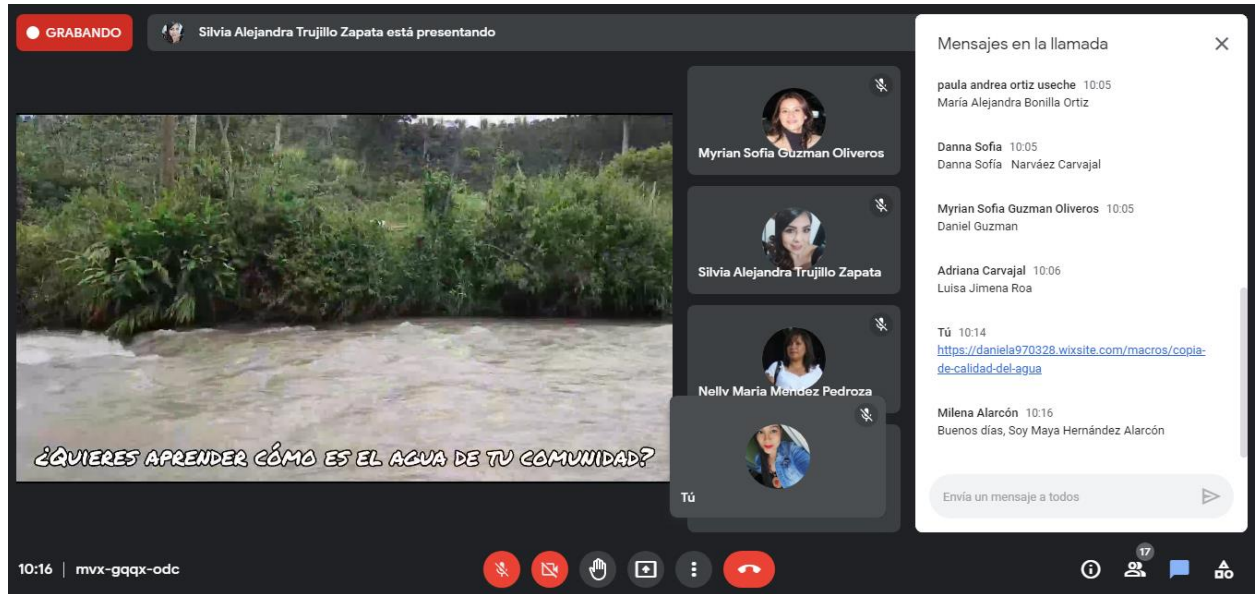 GRABANDO
Silvia Alejandra Trujillo Zapata está presentando
¿QUIERES APRENDER CÓMO ES EL AGUA DE TU COMUNIDAD?
Myrian Sofia Guzman Oliveros
Silvia Alejandra Trujillo Zapata
Nelly Maria Mendez Pedroza
Tú
Mensajes en la llamada
paula andrea ortiz useche 10:05
María Alejandra Bonilla Ortiz
Danna Sofia 10:05
Danna Sofía Narváez Carvajal
Myrian Sofia Guzman Oliveros 10:05
Daniel Guzman
Adriana Carvajal 10:06
Luisa Jimena Roa
Tú 10:14
https://daniela970328.wixsite.com/macros/copia-
de-calidad-del-agua
Milena Alarcón 10:16
Buenos días, Soy Maya Hernández Alarcón
Envía un mensaje a todos
10:16 | mvx-gqqx-odc
17